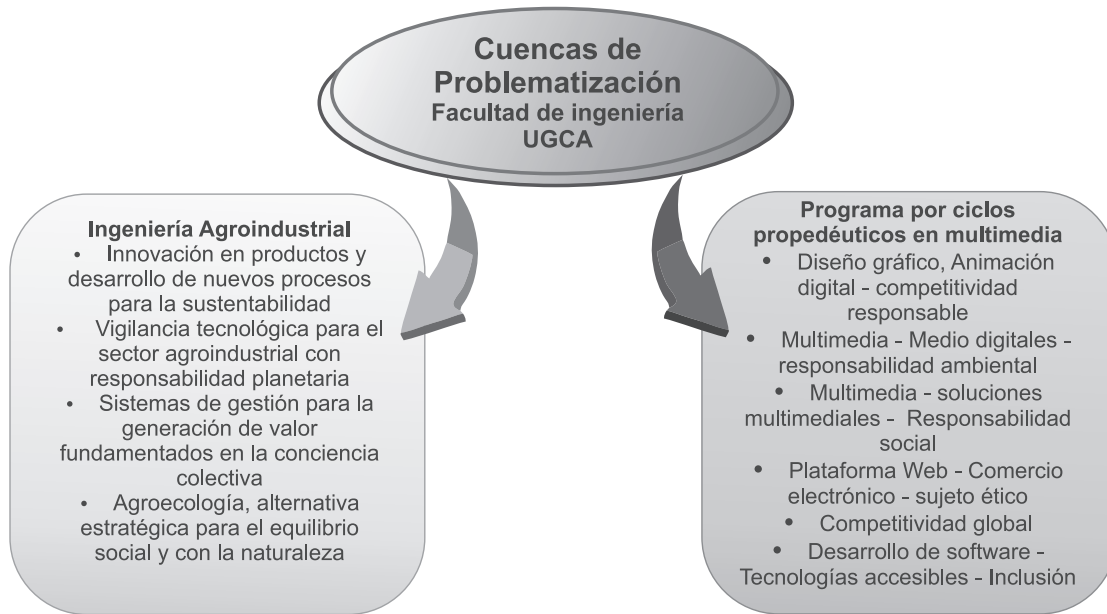 Cuencas de
Problematización
Facultad de ingeniería
UGCA
Ingeniería Agroindustrial
• Innovación en productos y
desarrollo de nuevos procesos
para la sustentabilidad
• Vigilancia tecnológica para el
sector agroindustrial con
responsabilidad planetaria
• Sistemas de gestión para la
generación de valor
fundamentados en la conciencia
colectiva
• Agroecología, alternativa
estratégica para el equilibrio
social y con la naturaleza
Programa por ciclos
propedéuticos en multimedia
• Diseño gráfico, Animación
digital - competitividad
responsable
• Multimedia - Medio digitales -
responsabilidad ambiental
• Multimedia - soluciones
multimediales - Responsabilidad
social
• Plataforma Web - Comercio
electrónico - sujeto ético
• Competitividad global
• Desarrollo de software -
Tecnologías accesibles - Inclusión